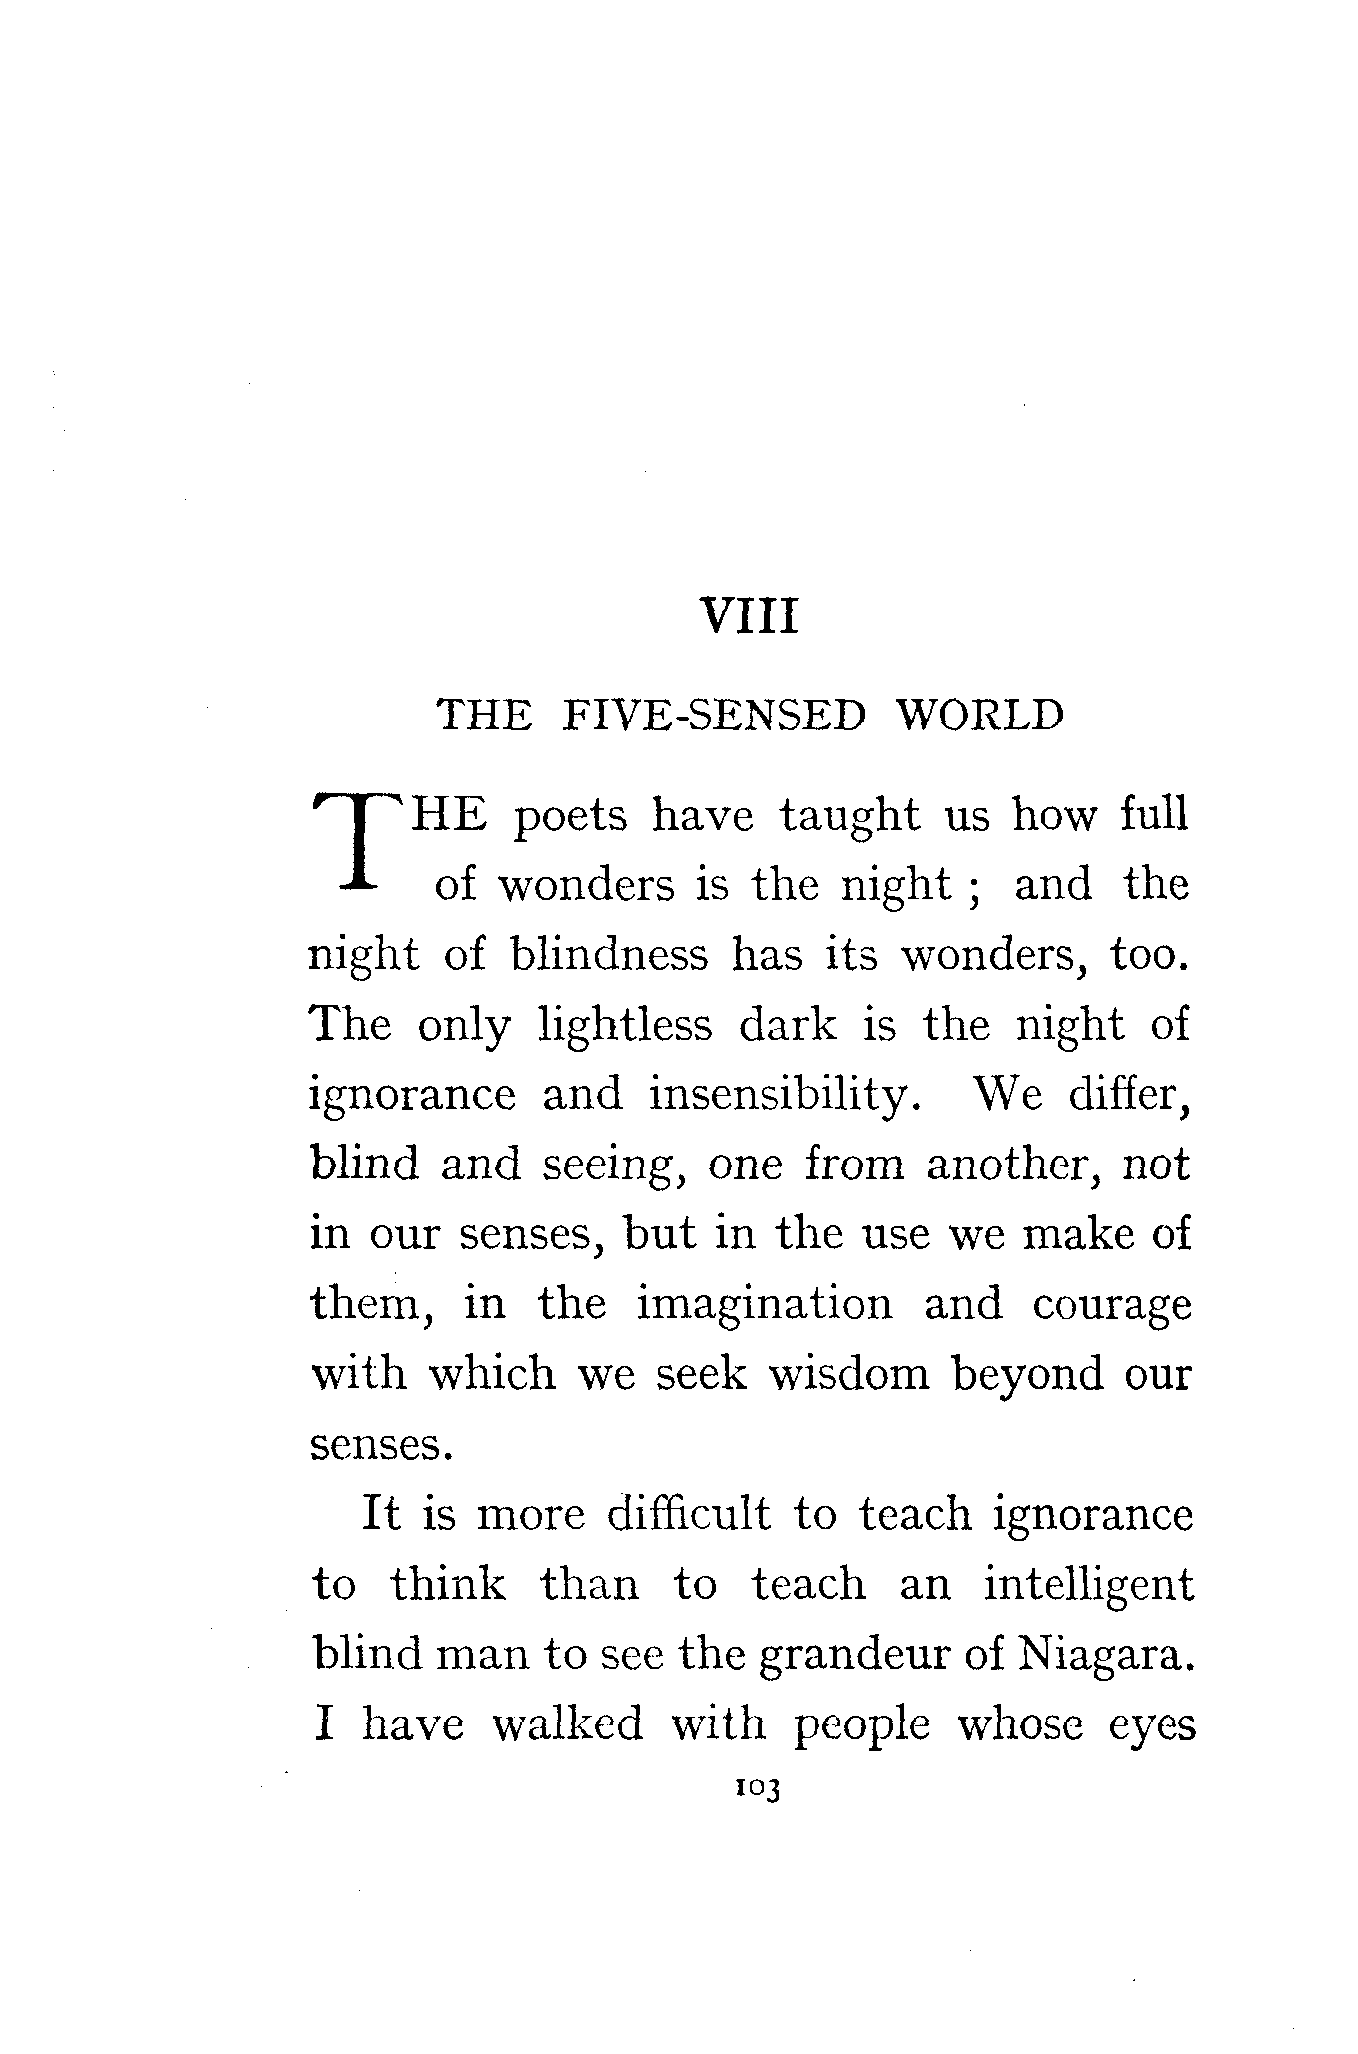 VIII
THE FIVE-SENSED WORLD
THE poets have taught us how full
of wonders is the night ; and the
night of blindness has its wonders, too.
The only lightless dark is the night of
ignorance and insensibility. We differ,
blind and seeing, one from another, not
in our senses, but in the use we make of
them, in the imagination and courage
with which we seek wisdom beyond our
senses.
It is more difficult to teach ignorance
to think than to teach an intelligent
blind man to see the grandeur of Niagara.
I have walked with people whose eyes
103